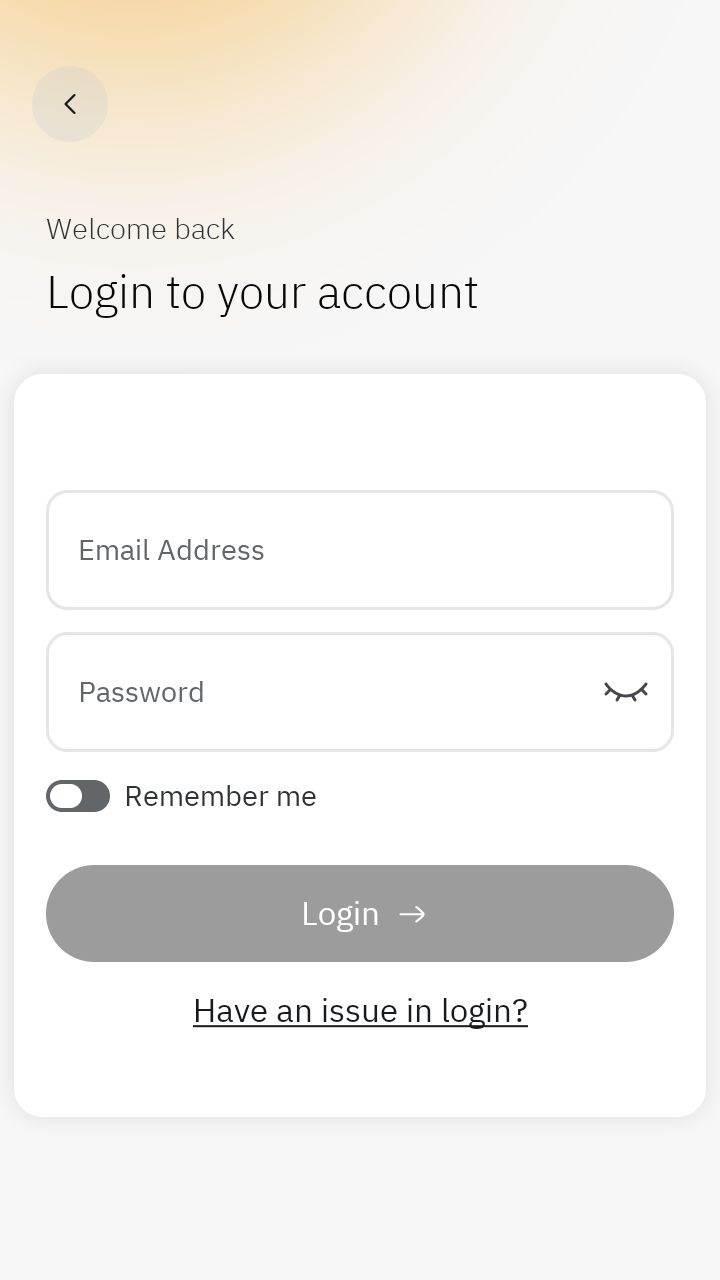 Welcome back
Login to your account
Email Address
Password
Remember me
Login
Have an issue in login?